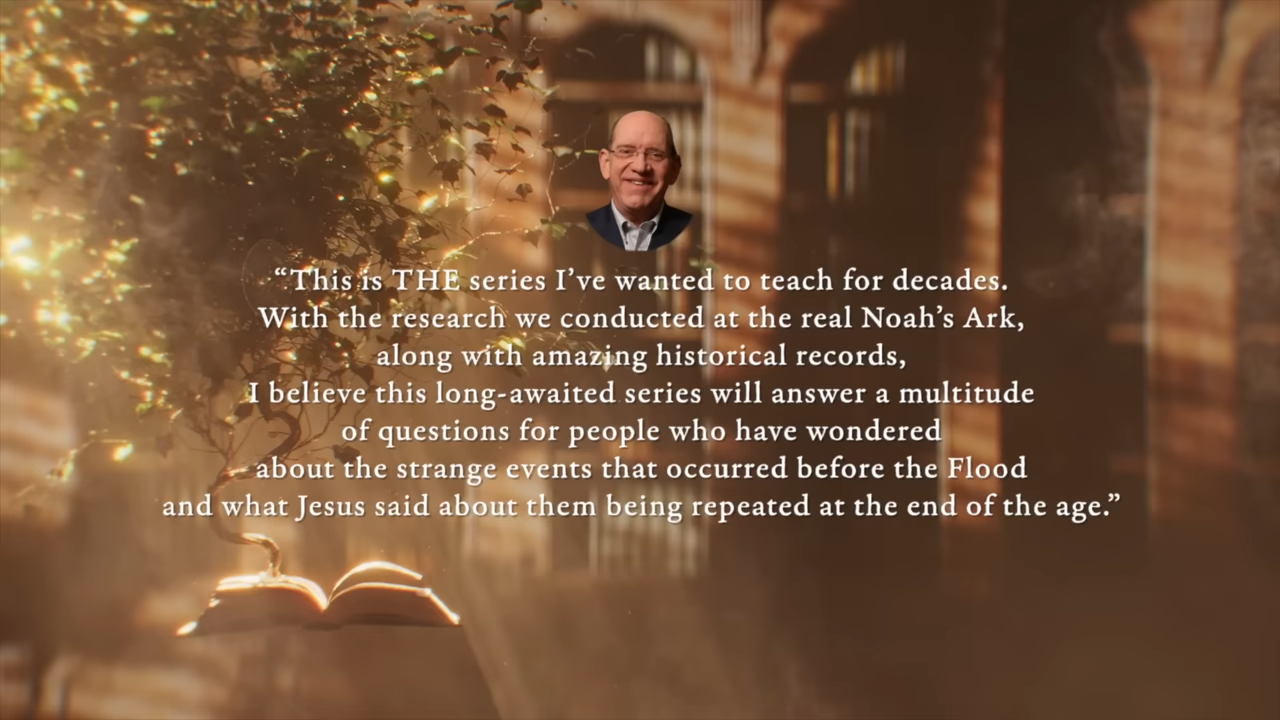 “This is THE series I’ve wanted to teach for decades.
With the research we conducted at the real Noah’s Ark,
along with amazing historical records,
I believe this long-awaited series will answer a multitude
of questions for people who have wondered
about the strange events that occurred before the Flood
and what Jesus said about them being repeated at the end of the age.”